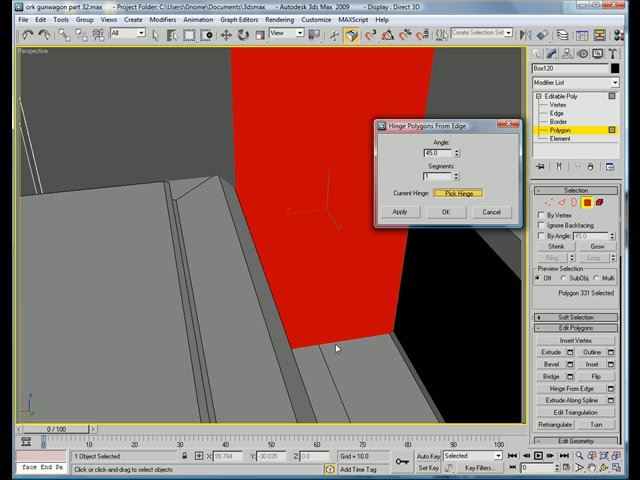 ork gunwagon part 32.max - Project Folder: C:\Users\Gnome\Documents\3dsmax - Autodesk 3ds Max 2009 - Display : Direct 3D
File Edit Tools Group Views Create Modifiers Animation Graph Editors Rendering Customize MAXScript Help
All
View
Create Selection Set
Perspective
Box120
Modifier List
Editable Poly
Vertex
Edge
Border
Polygon
Element
Hinge Polygons From Edge
Angle:
45.0
Segments:
1
Current Hinge: Pick Hinge
Apply OK Cancel
Selection
By Vertex
Ignore Backfacing
By Angle: 45.0
Shrink Grow
Ring Loop
Preview Selection
Off SubObj Multi
Polygon 331 Selected
Soft Selection
Edit Polygons
Insert Vertex
Extrude Outline
Bevel Inset
Bridge Flip
Hinge From Edge
Extrude Along Spline
Edit Triangulation
Retriangulate Turn
Edit Geometry
0 / 100
0 10 20 30 40 50 60 70 80 90 100
1 Object Selected X: 99.704 Y: -30.035 Z: 0.0 Grid = 10.0 Auto Key Selected
face End Pa Click or click-and-drag to select objects Add Time Tag Set Key Key Filters... 0